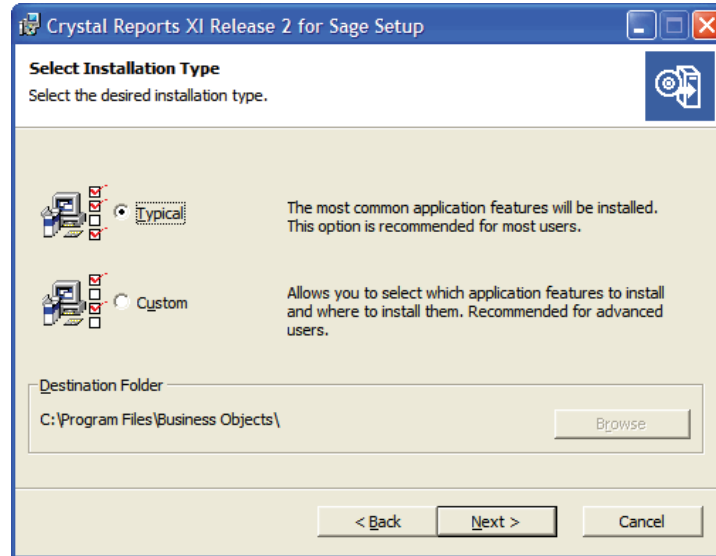 Crystal Reports XI Release 2 for Sage Setup
Select Installation Type
Select the desired installation type.
Typical
The most common application features will be installed.
This option is recommended for most users.
Custom
Allows you to select which application features to install
and where to install them. Recommended for advanced
users.
Destination Folder
C:\Program Files\Business Objects\
Browse
< Back
Next >
Cancel